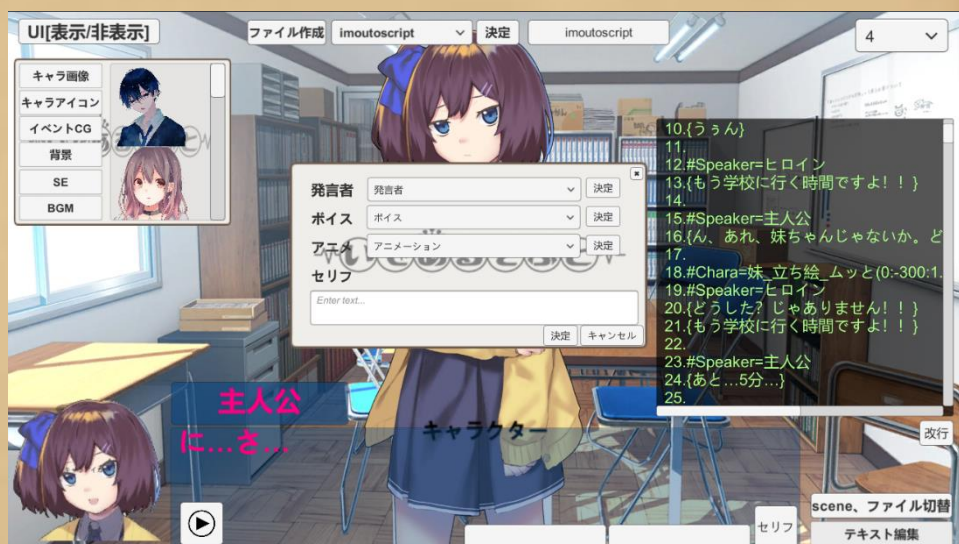 UI[表示/非表示]
ファイル作成
imoutoscript
決定
imoutoscript
4
キャラ画像
キャラアイコン
イベントCG
背景
SE
BGM
発言者
発言者
決定
ボイス
ボイス
決定
アニメ
アニメーション
決定
セリフ
Enter text...
決定
キャンセル
10.{うぅん}
11.
12.#Speaker=ヒロイン
13.{もう学校に行く時間ですよ！！}
14.
15.#Speaker=主人公
16.{ん、あれ、妹ちゃんじゃないか。ど
17.
18.#Chara=妹_立ち絵_ムッと(0:-300:1.
19.#Speaker=ヒロイン
20.{どうした？じゃありません！！}
21.{もう学校に行く時間ですよ！！}
22.
23.#Speaker=主人公
24.{あと…5分…}
25.
主人公
に…さ…
キャラクター
改行
scene、ファイル切替
セリフ
テキスト編集